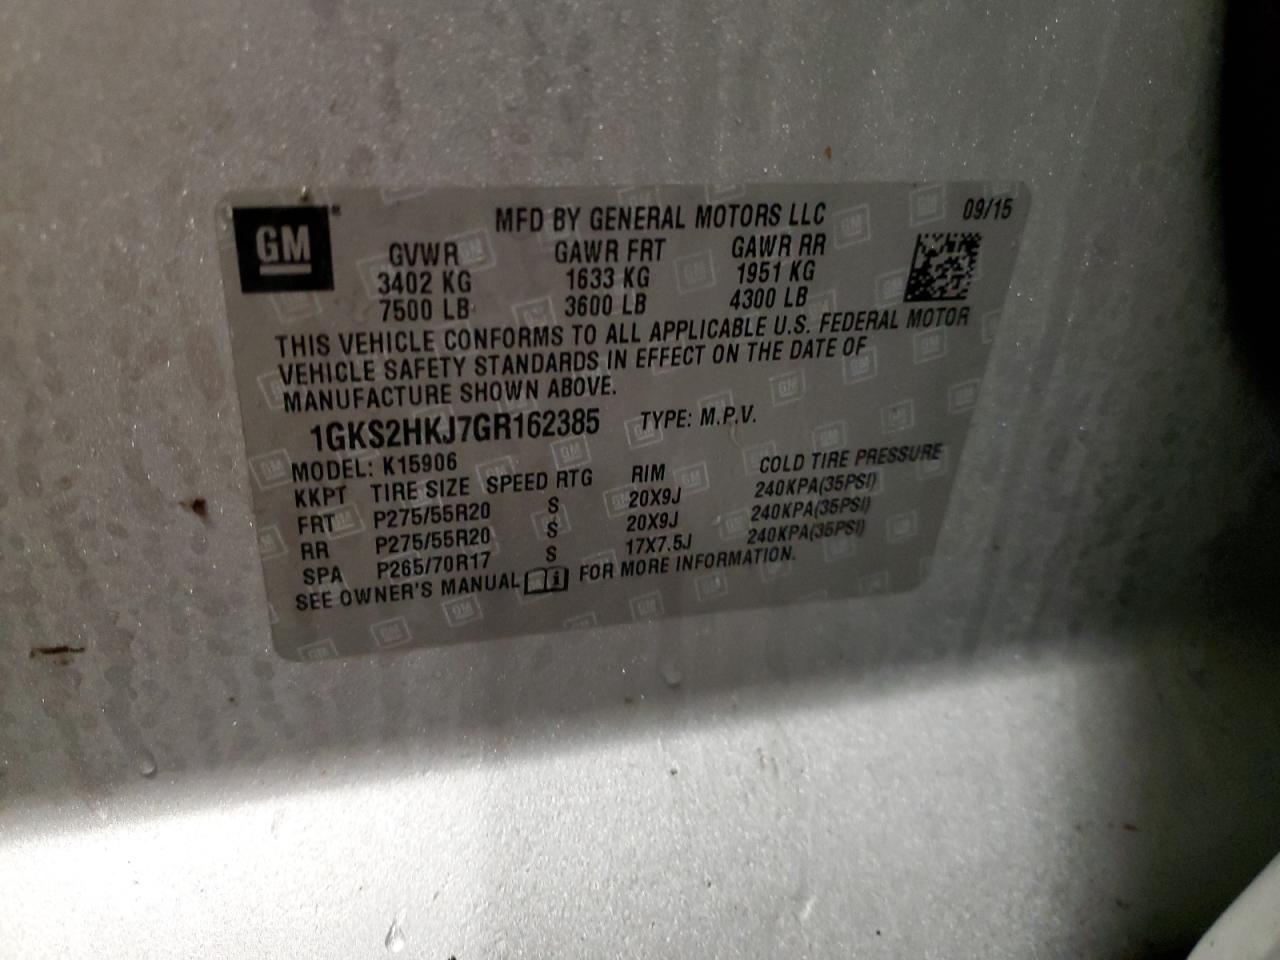 GM
MFD BY GENERAL MOTORS LLC 09/15
GVWR GAWR FRT GAWR RR
3402 KG 1633 KG 1951 KG
7500 LB 3600 LB 4300 LB
THIS VEHICLE CONFORMS TO ALL APPLICABLE U.S. FEDERAL MOTOR
VEHICLE SAFETY STANDARDS IN EFFECT ON THE DATE OF
MANUFACTURE SHOWN ABOVE.
1GKS2HKJ7GR162385 TYPE: M.P.V.
MODEL: K15906
KKPT TIRE SIZE SPEED RTG RIM COLD TIRE PRESSURE
FRT P275/55R20 S 20X9J 240KPA(35PSI)
RR P275/55R20 S 20X9J 240KPA(35PSI)
SPA P265/70R17 S 17X7.5J 240KPA(35PSI)
SEE OWNER'S MANUAL FOR MORE INFORMATION.